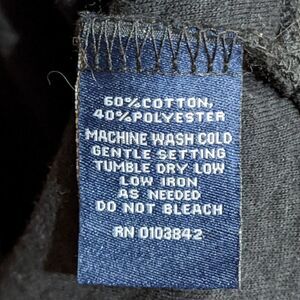 60%COTTON,
40%POLYESTER
MACHINE WASH COLD
GENTLE SETTING
TUMBLE DRY LOW
LOW IRON
AS NEEDED
DO NOT BLEACH
RN 0103842